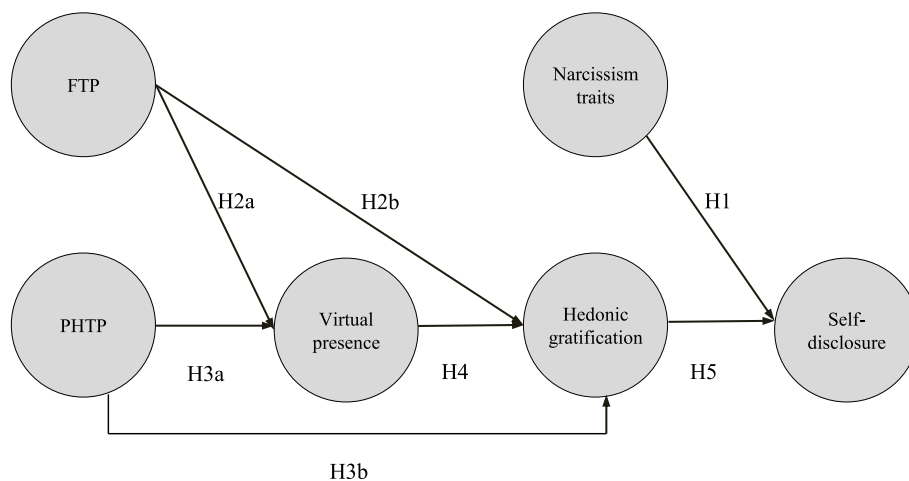 FTP
Narcissism
traits
H2a
H2b
H1
PHTP
Virtual
presence
Hedonic
gratification
Self-
disclosure
H3a
H4
H5
H3b